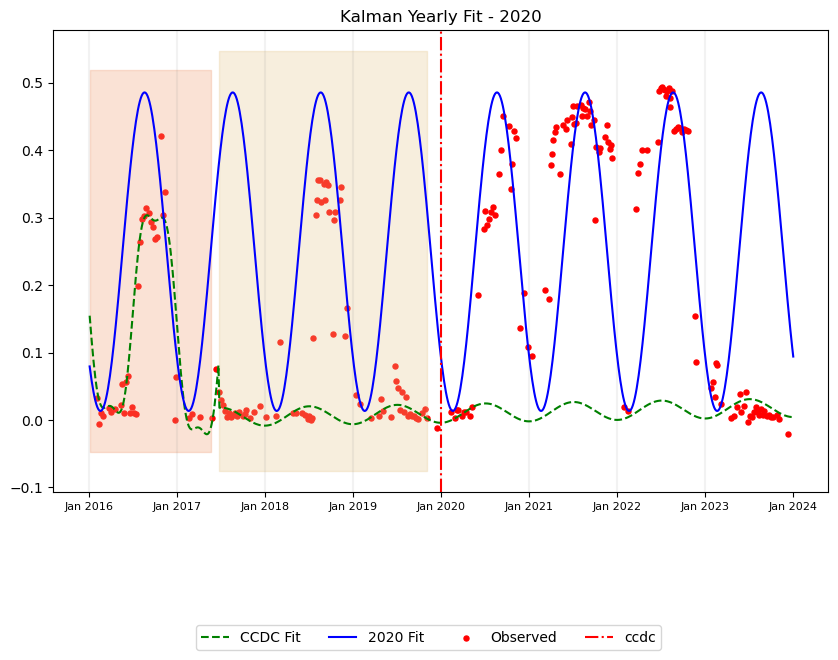 Kalman Yearly Fit - 2020
0.5
0.4
0.3
0.2
0.1
0.0
−0.1
Jan 2016 Jan 2017 Jan 2018 Jan 2019 Jan 2020 Jan 2021 Jan 2022 Jan 2023 Jan 2024
CCDC Fit 2020 Fit Observed ccdc